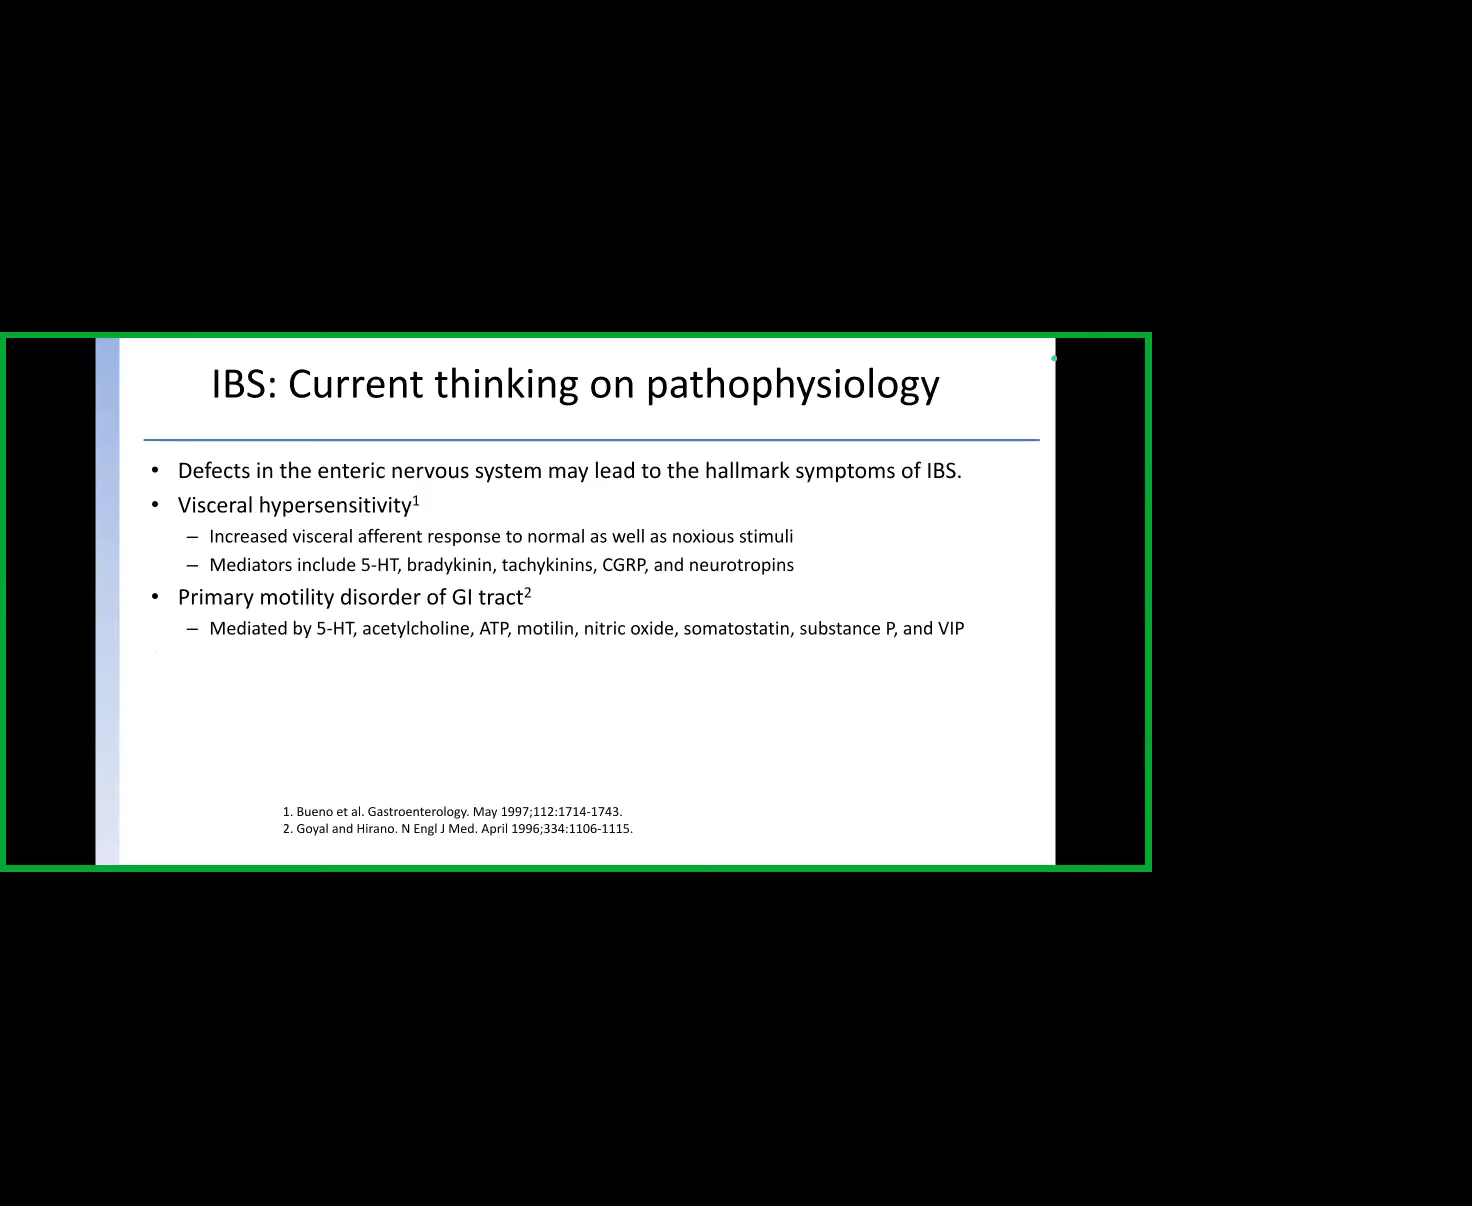 IBS: Current thinking on pathophysiology
• Defects in the enteric nervous system may lead to the hallmark symptoms of IBS.
• Visceral hypersensitivity1
– Increased visceral afferent response to normal as well as noxious stimuli
– Mediators include 5-HT, bradykinin, tachykinins, CGRP, and neurotropins
• Primary motility disorder of GI tract2
– Mediated by 5-HT, acetylcholine, ATP, motilin, nitric oxide, somatostatin, substance P, and VIP
1. Bueno et al. Gastroenterology. May 1997;112:1714-1743.
2. Goyal and Hirano. N Engl J Med. April 1996;334:1106-1115.